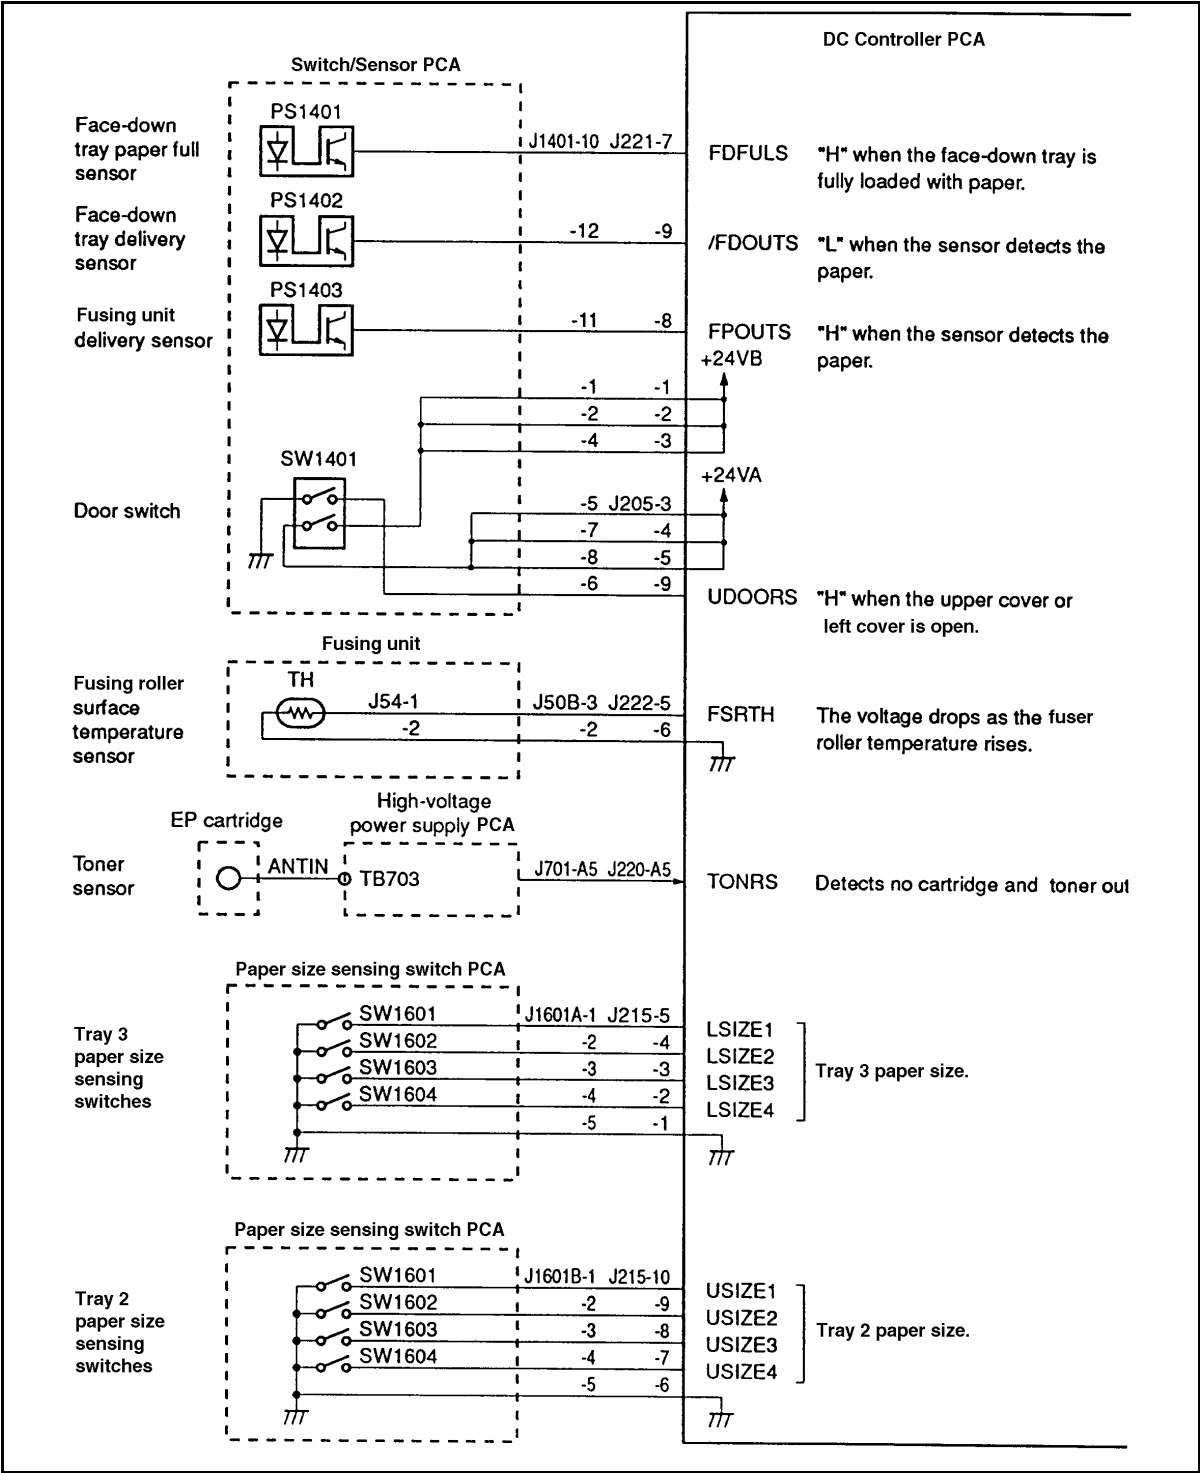 DC Controller PCA
Switch/Sensor PCA
Face-down
tray paper full
sensor
PS1401
J1401-10 J221-7
FDFULS
"H" when the face-down tray is
fully loaded with paper.
Face-down
tray delivery
sensor
PS1402
-12 -9
/FDOUTS
"L" when the sensor detects the
paper.
Fusing unit
delivery sensor
PS1403
-11 -8
FPOUTS
"H" when the sensor detects the
paper.
+24VB
-1 -1
-2 -2
-4 -3
Door switch
SW1401
+24VA
-5 J205-3
-7 -4
-8 -5
-6 -9
UDOORS
"H" when the upper cover or
left cover is open.
Fusing unit
Fusing roller
surface
temperature
sensor
TH
J54-1
J50B-3 J222-5
-2
-2 -6
FSRTH
The voltage drops as the fuser
roller temperature rises.
High-voltage
power supply PCA
EP cartridge
Toner
sensor
ANTIN
TB703
J701-A5 J220-A5
TONRS
Detects no cartridge and toner out
Paper size sensing switch PCA
Tray 3
paper size
sensing
switches
SW1601
J1601A-1 J215-5
LSIZE1
SW1602
-2 -4
LSIZE2
SW1603
-3 -3
LSIZE3
SW1604
-4 -2
LSIZE4
-5 -1
Tray 3 paper size.
Paper size sensing switch PCA
Tray 2
paper size
sensing
switches
SW1601
J1601B-1 J215-10
USIZE1
SW1602
-2 -9
USIZE2
SW1603
-3 -8
USIZE3
SW1604
-4 -7
USIZE4
-5 -6
Tray 2 paper size.